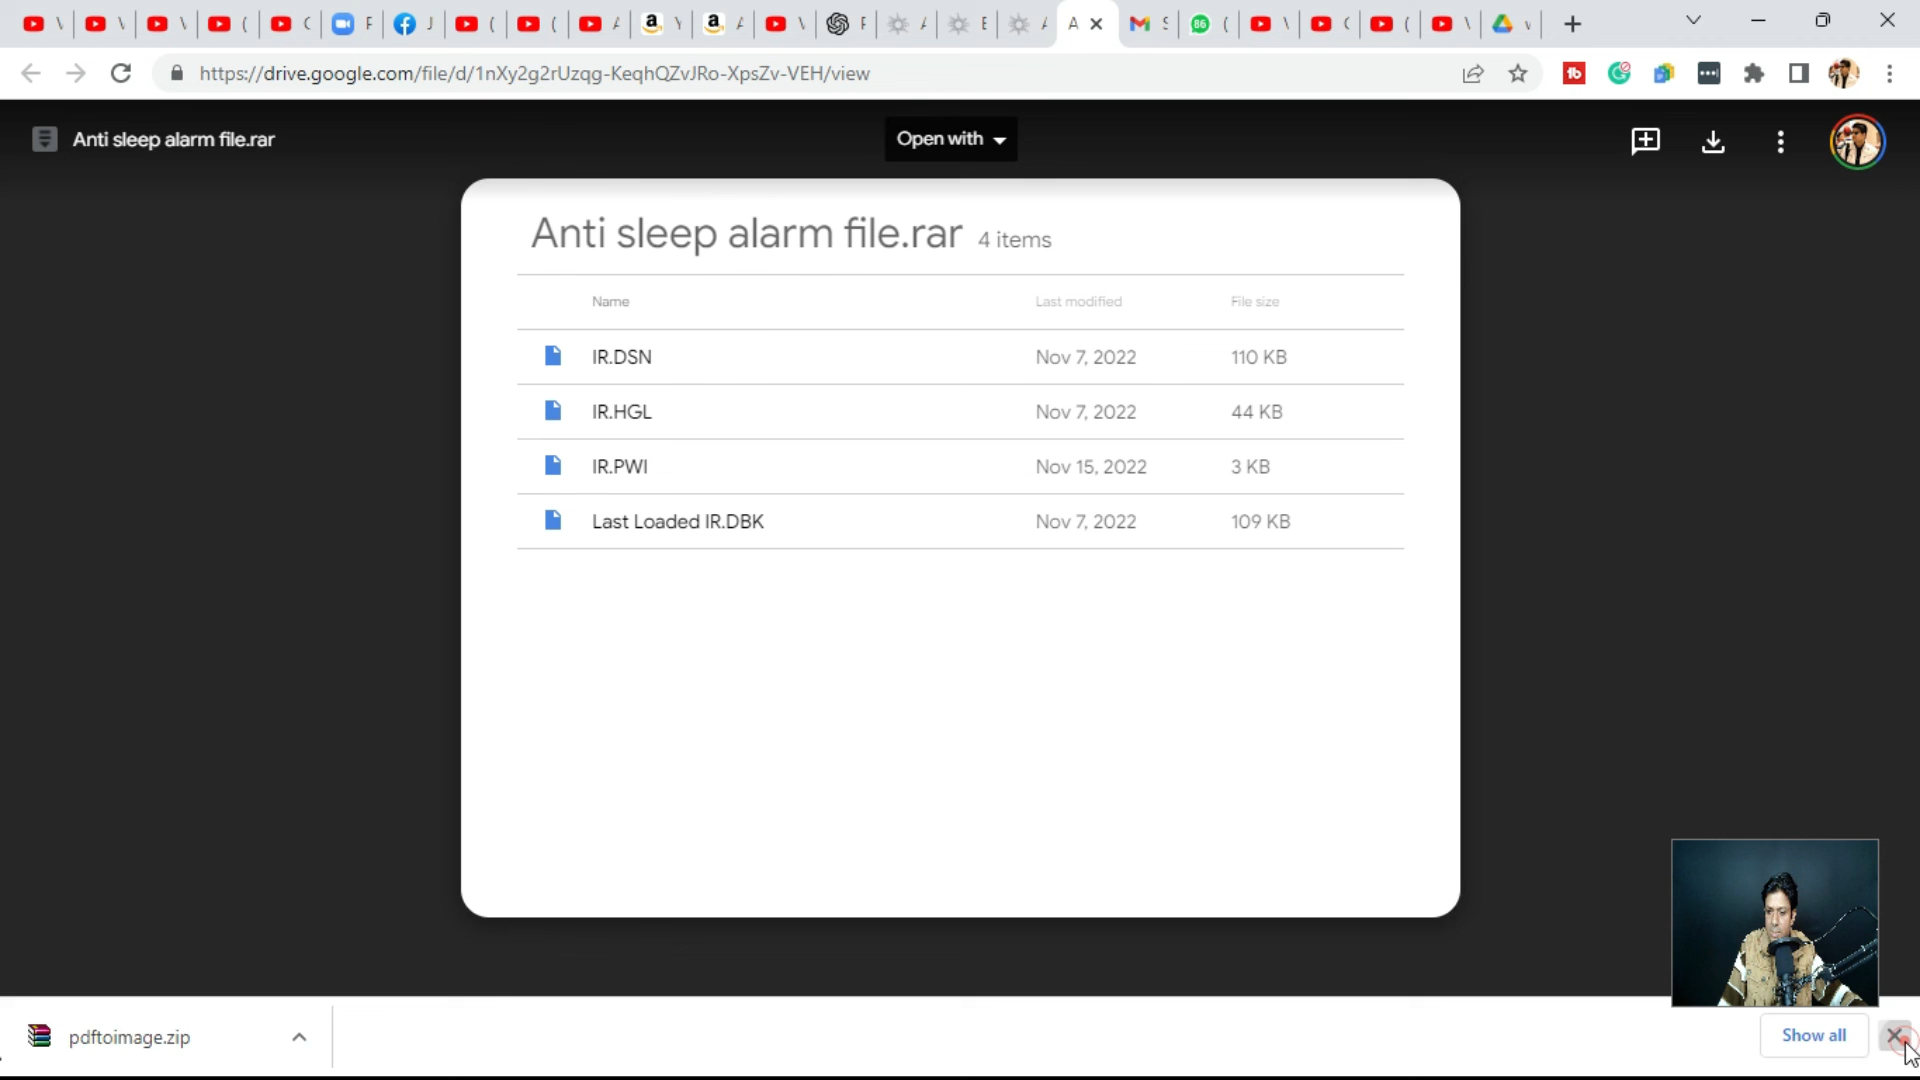 https://drive.google.com/file/d/1nXy2g2rUzqg-KeqhQZvJRo-XpsZv-VEH/view
Anti sleep alarm file.rar
Open with
Anti sleep alarm file.rar 4 items
Name Last modified File size
IR.DSN Nov 7, 2022 110 KB
IR.HGL Nov 7, 2022 44 KB
IR.PWI Nov 15, 2022 3 KB
Last Loaded IR.DBK Nov 7, 2022 109 KB
pdftoimage.zip
Show all